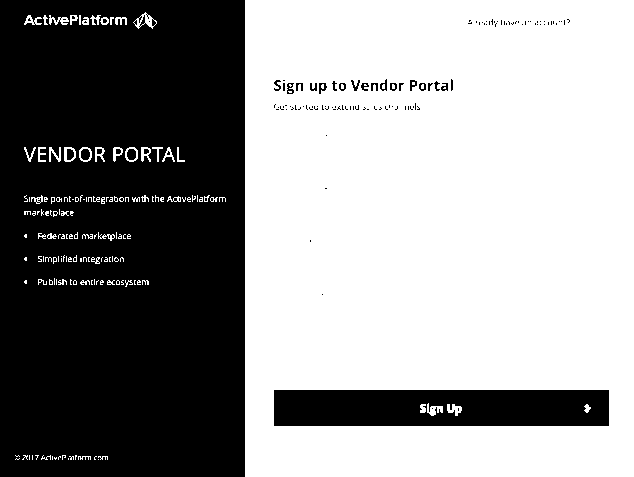 ActivePlatform
Already have an account?
Sign up to Vendor Portal
Get started to extend sales channels
VENDOR PORTAL
Single point-of-integration with the ActivePlatform
marketplace
• Federated marketplace
• Simplified integration
• Publish to entire ecosystem
Sign Up
© 2017 ActivePlatform.com